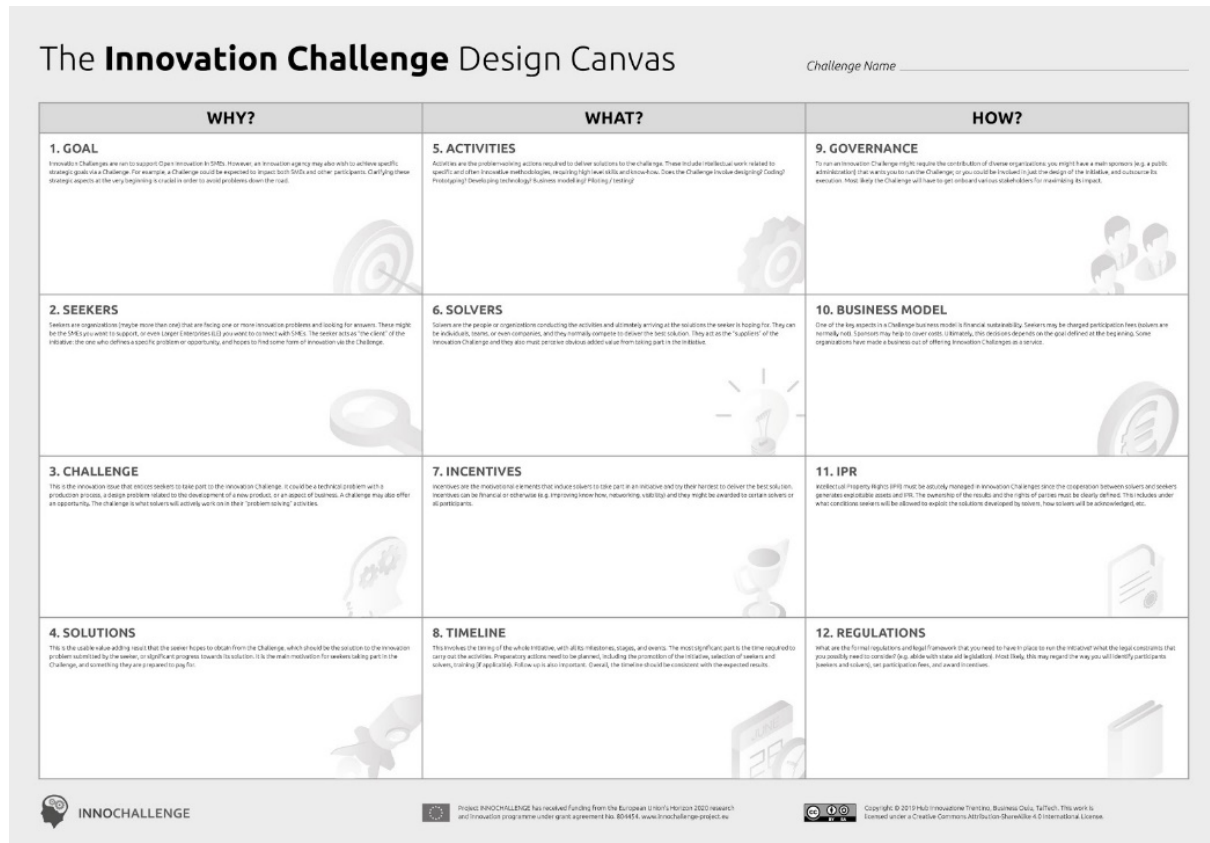 The Innovation Challenge Design Canvas
Challenge Name
WHY?
WHAT?
HOW?
1. GOAL
Innovation Challenges are run to support Open Innovation in SMEs. However, an innovation agency may also wish to achieve specific
strategic goals via a Challenge. For example, a Challenge could be expected to impact both SMEs and other participants. Clarifying these
strategic aspects at the very beginning is crucial in order to avoid problems down the road.
5. ACTIVITIES
Activities are the problem-solving actions required to deliver solutions to the challenge. These include intellectual work related to
specific and often innovative methodologies, requiring high level skills and know-how. Does the Challenge involve designing? Coding?
Prototyping? Developing technology? Business modelling? Piloting / testing?
9. GOVERNANCE
To run an Innovation Challenge might require the contribution of diverse organizations: you might have a main sponsors (e.g. a public
administration) that wants you to run the Challenge; or you could be involved in just the design of the initiative, and outsource its
execution. Most likely the Challenge will have to get onboard various stakeholders for maximizing its impact.
2. SEEKERS
Seekers are organizations (maybe more than one) that are facing one or more innovation problems and looking for answers. These might
be the SMEs you want to support, or even Larger Enterprises (LE) you want to connect with SMEs. The seeker acts as "the client" of the
initiative: the one who defines a specific problem or opportunity, and hopes to find some form of innovation via the Challenge.
6. SOLVERS
Solvers are the people or organizations conducting the activities and ultimately arriving at the solutions the seeker is hoping for. They can
be individuals, teams, or even companies, and they normally compete to deliver the best solution. They act as the "suppliers" of the
Innovation Challenge and they also must perceive obvious added value from taking part in the initiative.
10. BUSINESS MODEL
One of the key aspects in a Challenge business model is financial sustainability. Seekers may be charged participation fees (solvers are
normally not). Sponsors may help to cover costs. Ultimately, this decisions depends on the goal defined at the beginning. Some
organizations have made a business out of offering Innovation Challenges as a service.
3. CHALLENGE
This is the innovation issue that entices seekers to take part to the Innovation Challenge. It could be a technical problem with a
production process, a design problem related to the development of a new product, or an aspect of business. A challenge may also offer
an opportunity. The challenge is what solvers will actively work on in their "problem solving" activities.
7. INCENTIVES
Incentives are the motivational elements that induce solvers to take part in an initiative and try their hardest to deliver the best solution.
Incentives can be financial or otherwise (e.g. improving know how, networking, visibility) and they might be awarded to certain solvers or
all participants.
11. IPR
Intellectual Property Rights (IPR) must be astutely managed in Innovation Challenges since the cooperation between solvers and seekers
generates exploitable assets and IPR. The ownership of the results and the rights of parties must be clearly defined. This includes under
what conditions seekers will be allowed to exploit the solutions developed by solvers, how solvers will be acknowledged, etc.
4. SOLUTIONS
This is the usable value adding result that the seeker hopes to obtain from the Challenge, which should be the solution to the innovation
problem submitted by the seeker, or significant progress towards its solution. It is the main motivation for seekers taking part in the
Challenge, and something they are prepared to pay for.
8. TIMELINE
This involves the timing of the whole initiative, with all its milestones, stages, and events. The most significant part is the time required to
carry out the activities. Preparatory actions need to be planned, including the promotion of the initiative, selection of seekers and
solvers, training (if applicable). Follow-up is also important. Overall, the timeline should be consistent with the expected results.
JUNE
12. REGULATIONS
What are the formal regulations and legal framework that you need to have in place to run the initiative? What the legal constraints that
you possibly need to consider? (e.g. abide with state aid legislation). Most likely, this may regard the way you will identify participants
(seekers and solvers), set participation fees, and award incentives.
INNOCHALLENGE
Project INNOCHALLENGE has received funding from the European Union's Horizon 2020 research
and innovation programme under grant agreement No. 804454. www.innochallenge-project.eu
CC BY SA
Copyright © 2019 Hub Innovazione Trentino, Business Oulu, TalTech. This work is
licensed under a Creative Commons Attribution-ShareAlike 4.0 International License.